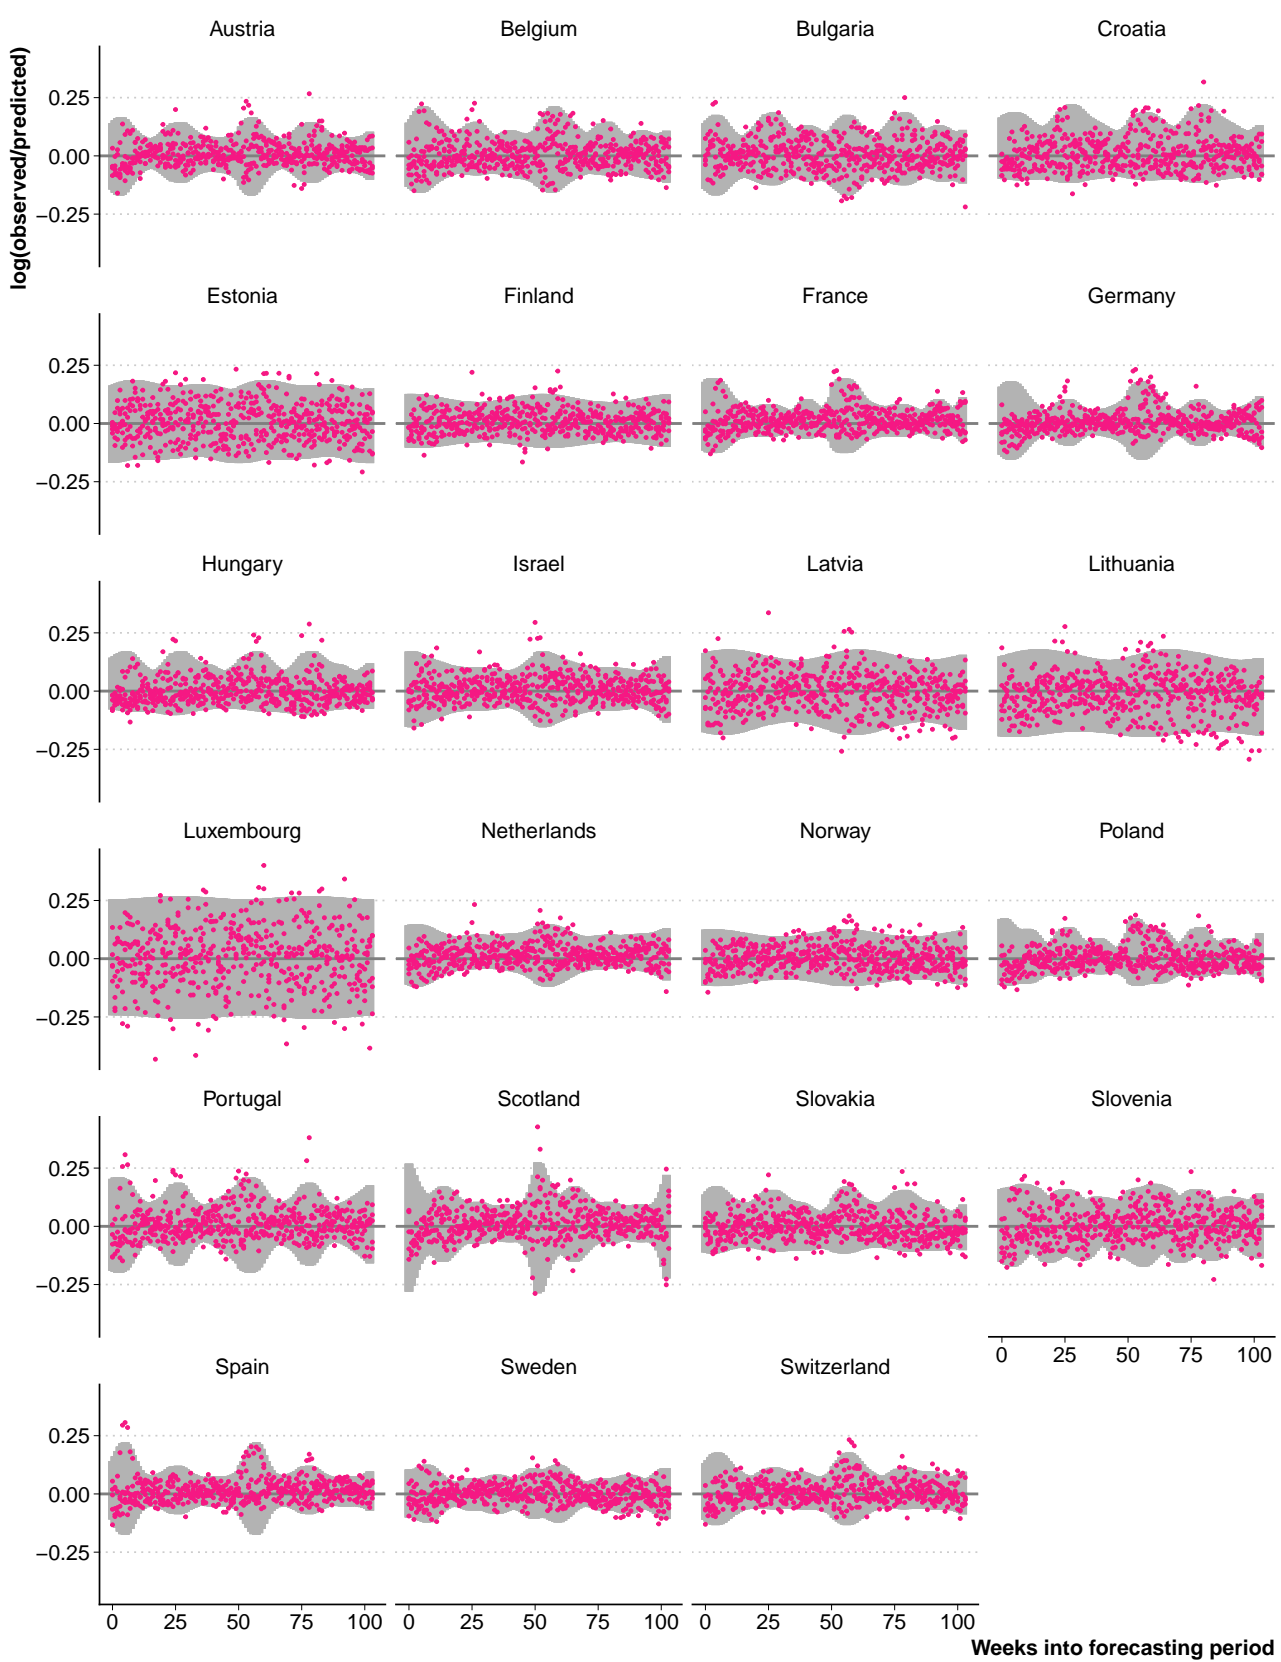 Austria Belgium Bulgaria Croatia
log(observed/predicted)
0.25
0.00
−0.25
Estonia Finland France Germany
0.25
0.00
−0.25
Hungary Israel Latvia Lithuania
0.25
0.00
−0.25
Luxembourg Netherlands Norway Poland
0.25
0.00
−0.25
Portugal Scotland Slovakia Slovenia
0.25
0.00
−0.25
0 25 50 75 100
Spain Sweden Switzerland
0.25
0.00
−0.25
0 25 50 75 100 0 25 50 75 100 0 25 50 75 100
Weeks into forecasting period